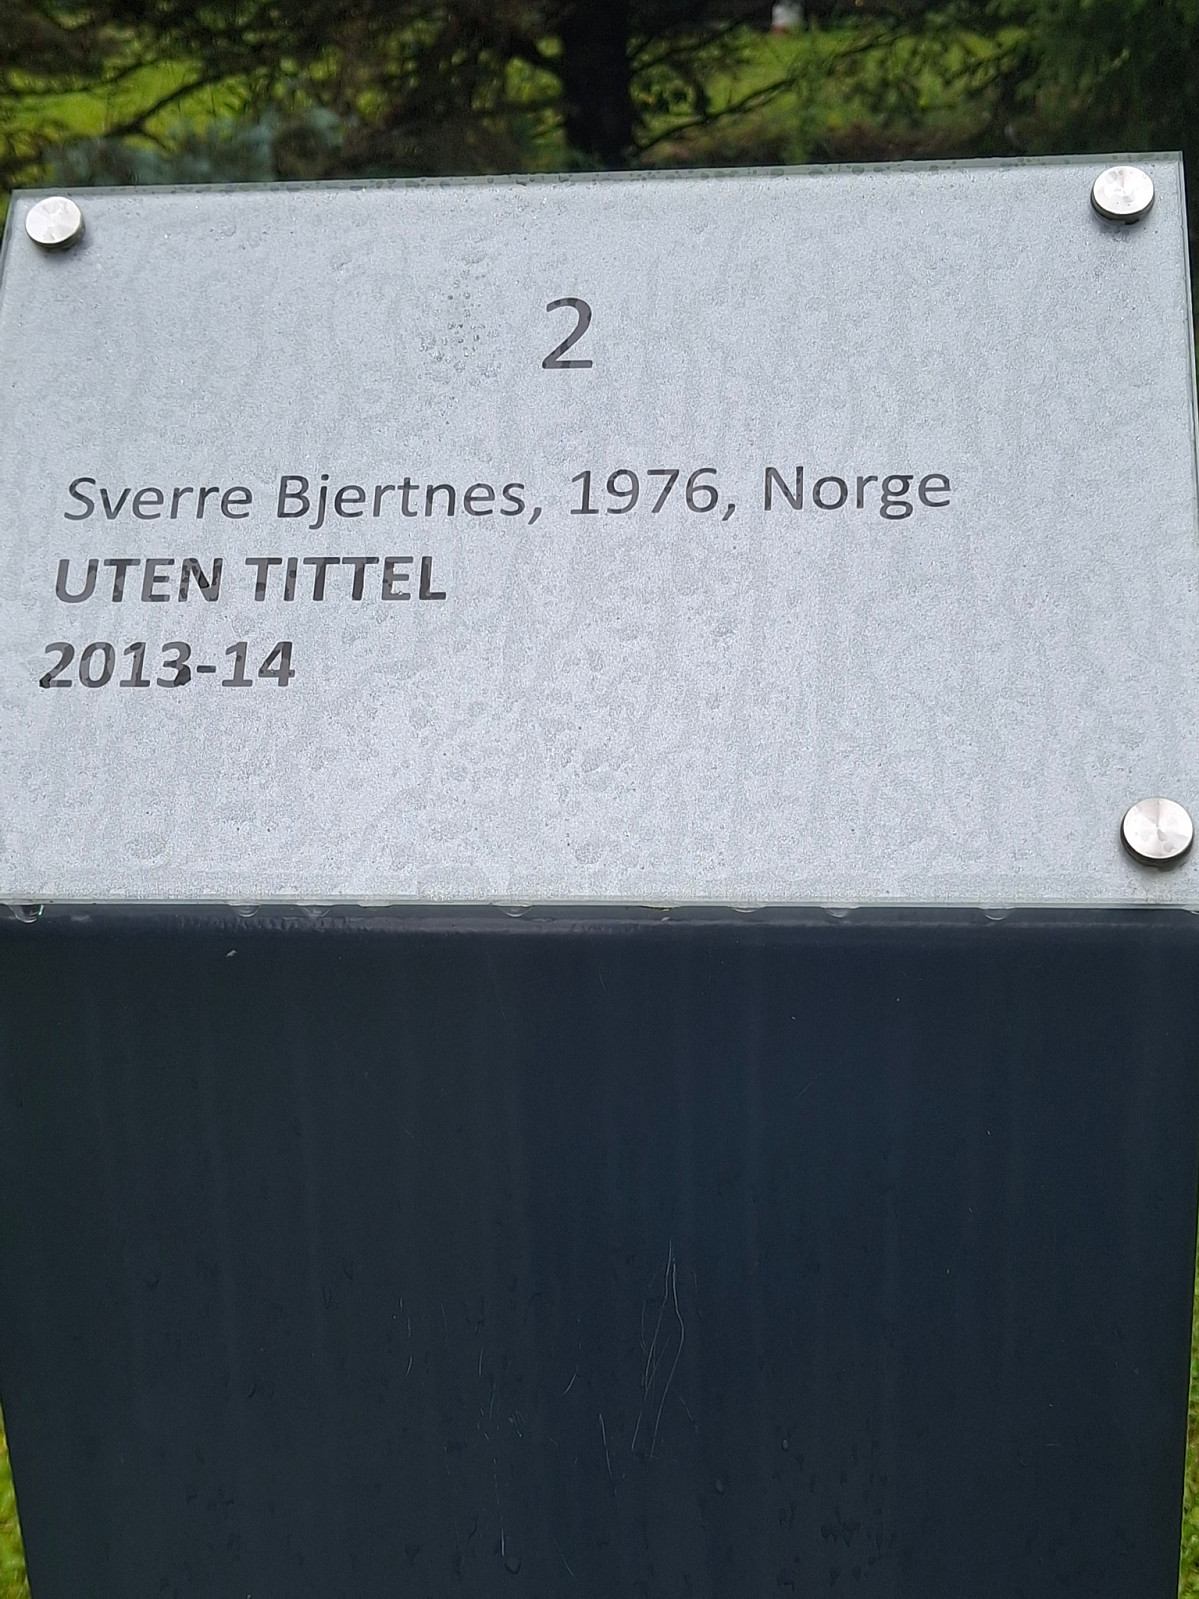 2
Sverre Bjertnes, 1976, Norge
UTEN TITTEL
2013-14